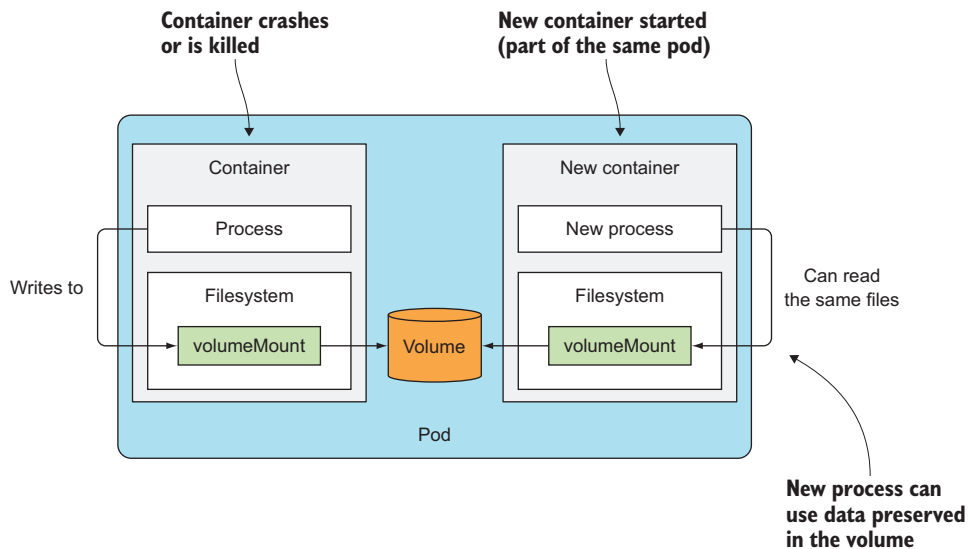 Container crashes
or is killed
New container started
(part of the same pod)
Container
New container
Process
New process
Writes to
Filesystem
Filesystem
Can read
the same files
volumeMount
Volume
volumeMount
Pod
New process can
use data preserved
in the volume